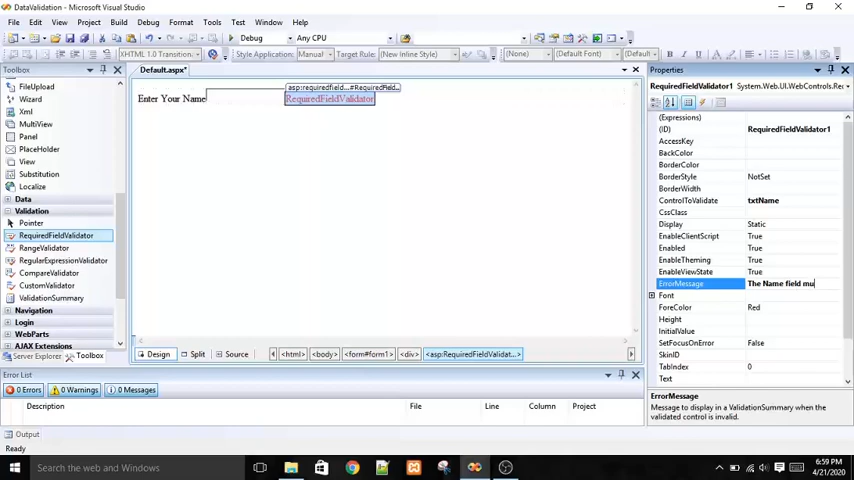 DataValidation - Microsoft Visual Studio
File Edit View Project Build Debug Format Tools Test Window Help
Debug Any CPU
XHTML 1.0 Transition Style Application: Manual Target Rule: (New Inline Style) (None) (Default Font) (Default
Toolbox
FileUpload
Wizard
Xml
MultiView
Panel
PlaceHolder
View
Substitution
Localize
Data
Validation
Pointer
RequiredFieldValidator
RangeValidator
RegularExpressionValidator
CompareValidator
CustomValidator
ValidationSummary
Navigation
Login
WebParts
AJAX Extensions
Server Explorer Toolbox
Default.aspx*
asp:requiredfield...#RequiredField...
Enter Your Name RequiredFieldValidator
Design Split Source <html> <body> <form#form1> <div> <asp:RequiredFieldValidat...>
Properties
RequiredFieldValidator1 System.Web.UI.WebControls.Rec
(Expressions)
(ID) RequiredFieldValidator1
AccessKey
BackColor
BorderColor
BorderStyle NotSet
BorderWidth
ControlToValidate txtName
CssClass
Display Static
EnableClientScript True
Enabled True
EnableTheming True
EnableViewState True
ErrorMessage The Name field mu
Font
ForeColor Red
Height
InitialValue
SetFocusOnError False
SkinID
TabIndex 0
Text
ErrorMessage
Message to display in a ValidationSummary when the
validated control is invalid.
Error List
0 Errors 0 Warnings 0 Messages
Description File Line Column Project
Output
Ready
Search the web and Windows
6:59 PM
4/21/2020